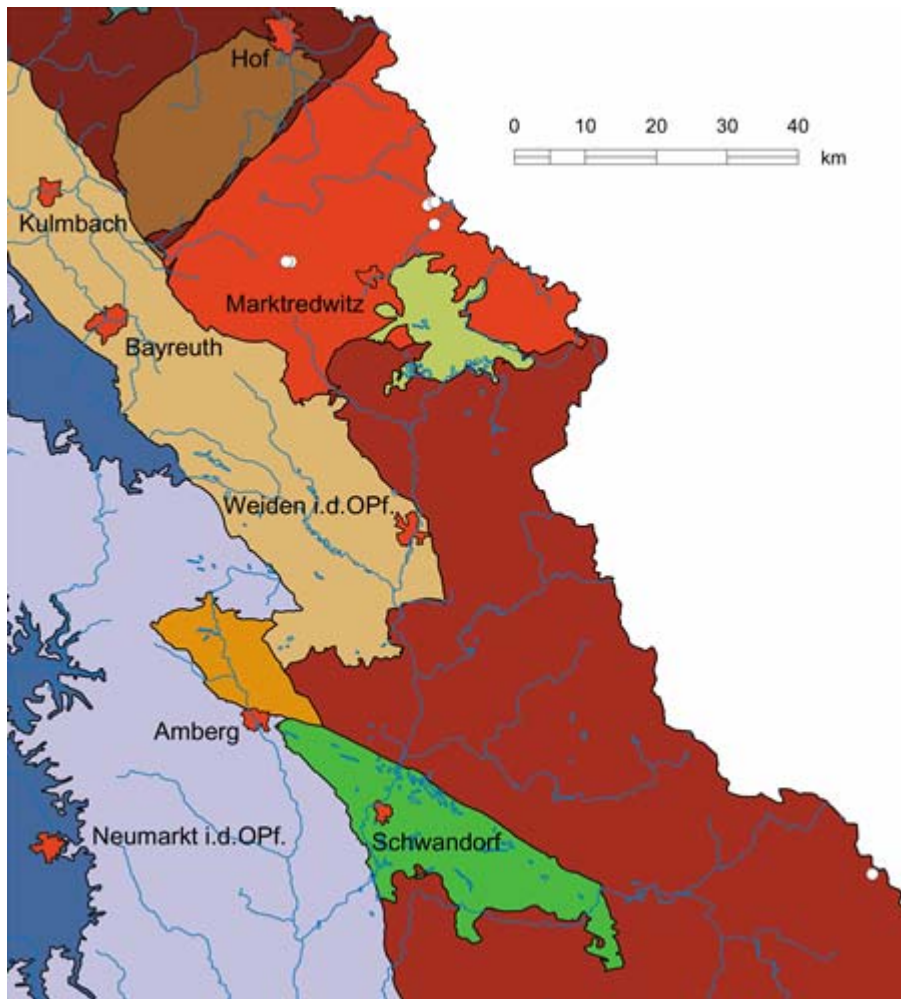 Hof
0 10 20 30 40
km
Kulmbach
Marktredwitz
Bayreuth
Weiden i.d.OPf.
Amberg
Neumarkt i.d.OPf.
Schwandorf